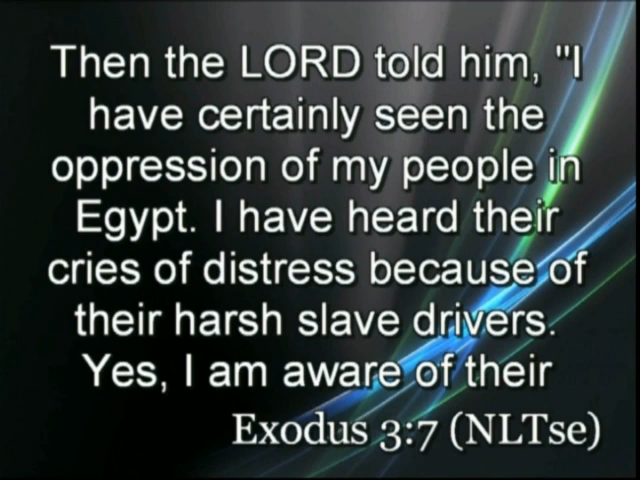 Then the LORD told him, "I
have certainly seen the
oppression of my people in
Egypt. I have heard their
cries of distress because of
their harsh slave drivers.
Yes, I am aware of their
Exodus 3:7 (NLTse)